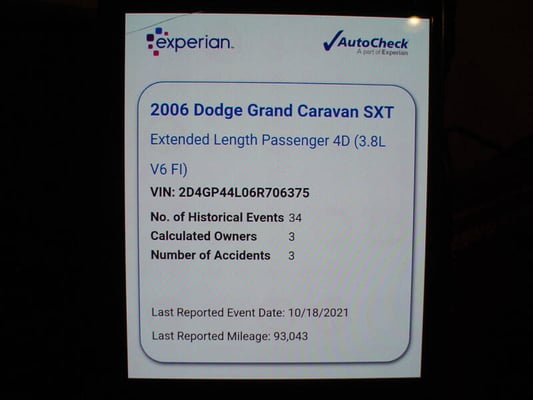 experian.
AutoCheck
A part of Experian
2006 Dodge Grand Caravan SXT
Extended Length Passenger 4D (3.8L
V6 FI)
VIN: 2D4GP44L06R706375
No. of Historical Events 34
Calculated Owners 3
Number of Accidents 3
Last Reported Event Date: 10/18/2021
Last Reported Mileage: 93,043